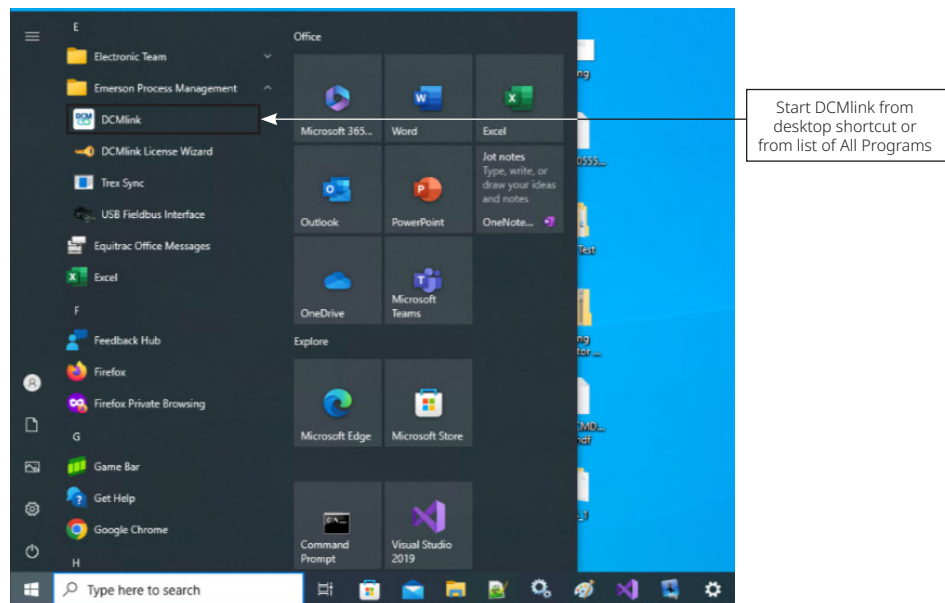 E
Electronic Team
Emerson Process Management
DCMlink
DCMlink License Wizard
Trex Sync
USB Fieldbus Interface
Equitrac Office Messages
Excel
F
Feedback Hub
Firefox
Firefox Private Browsing
G
Game Bar
Get Help
Google Chrome
H
Office
Microsoft 365...
Word
Excel
Outlook
PowerPoint
Jot notes
Type, write, or
draw your ideas
and notes
OneNote...
OneDrive
Microsoft
Teams
Explore
Microsoft Edge
Microsoft Store
Command
Prompt
Visual Studio
2019
Type here to search
Start DCMlink from
desktop shortcut or
from list of All Programs